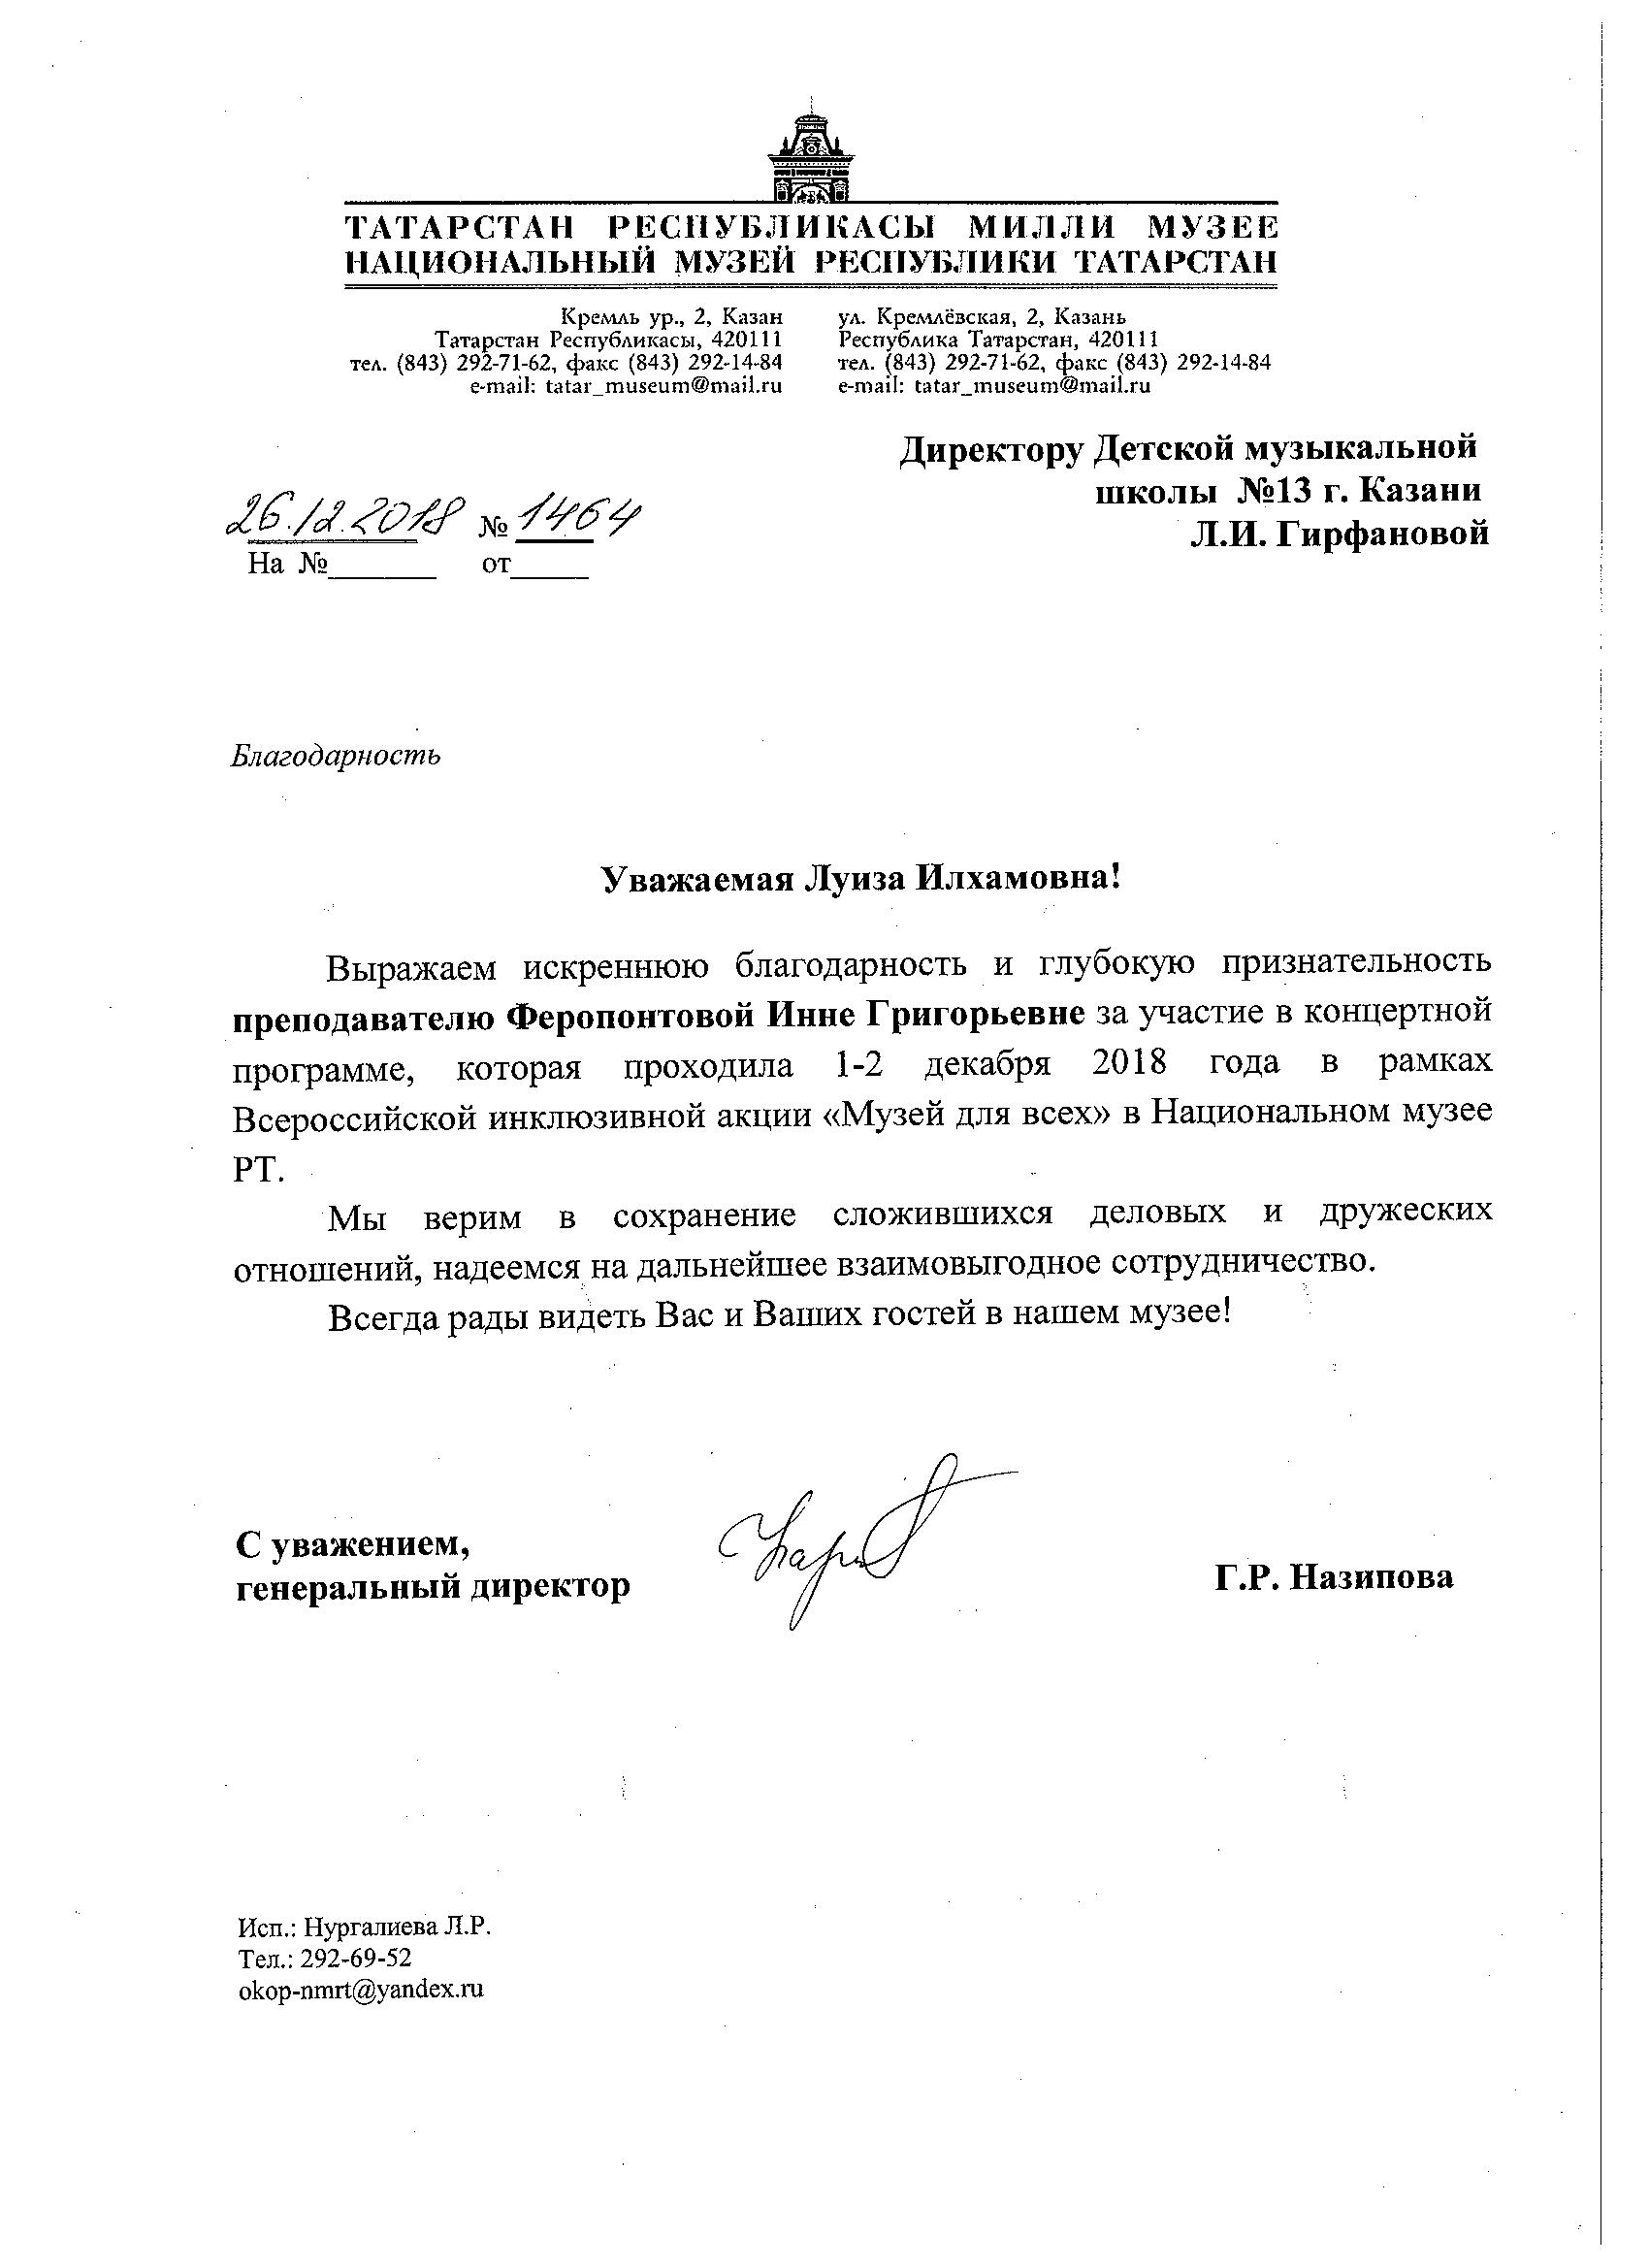 ТАТАРСТАН РЕСПУБЛИКАСЫ МИЛЛИ МУЗЕЕ
НАЦИОНАЛЬНЫЙ МУЗЕЙ РЕСПУБЛИКИ ТАТАРСТАН
Кремль ур., 2, Казан
Татарстан Республикасы, 420111
тел. (843) 292-71-62, факс (843) 292-14-84
e-mail: tatar_museum@mail.ru
ул. Кремлёвская, 2, Казань
Республика Татарстан, 420111
тел. (843) 292-71-62, факс (843) 292-14-84
e-mail: tatar_museum@mail.ru
Директору Детской музыкальной
школы №13 г. Казани
Л.И. Гирфановой
26.12.2018 № 1464
На №_______ от_____
Благодарность
Уважаемая Луиза Илхамовна!
Выражаем искреннюю благодарность и глубокую признательность
преподавателю Феропонтовой Инне Григорьевне за участие в концертной
программе, которая проходила 1-2 декабря 2018 года в рамках
Всероссийской инклюзивной акции «Музей для всех» в Национальном музее
РТ.
Мы верим в сохранение сложившихся деловых и дружеских
отношений, надеемся на дальнейшее взаимовыгодное сотрудничество.
Всегда рады видеть Вас и Ваших гостей в нашем музее!
С уважением,
генеральный директор
Г.Р. Назипова
Исп.: Нургалиева Л.Р.
Тел.: 292-69-52
okop-nmrt@yandex.ru